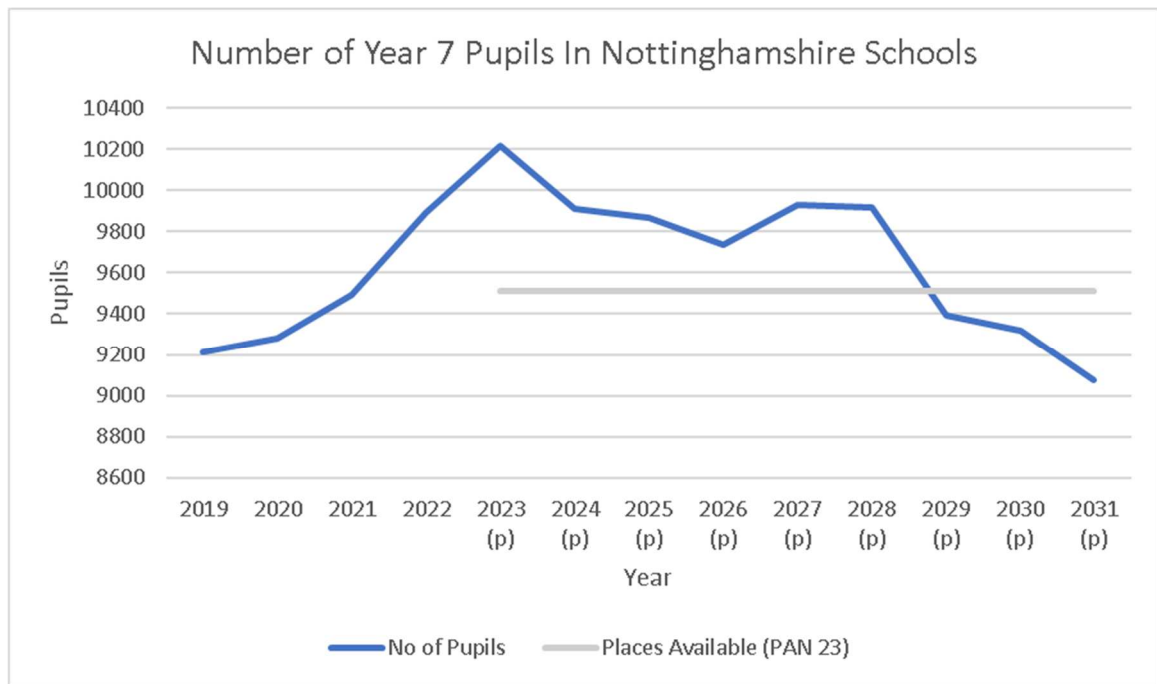 Number of Year 7 Pupils In Nottinghamshire Schools
10400
10200
10000
9800
9600
9400
9200
9000
8800
8600
Pupils
2019 2020 2021 2022 2023 2024 2025 2026 2027 2028 2029 2030 2031
(p) (p) (p) (p) (p) (p) (p) (p) (p)
Year
No of Pupils Places Available (PAN 23)